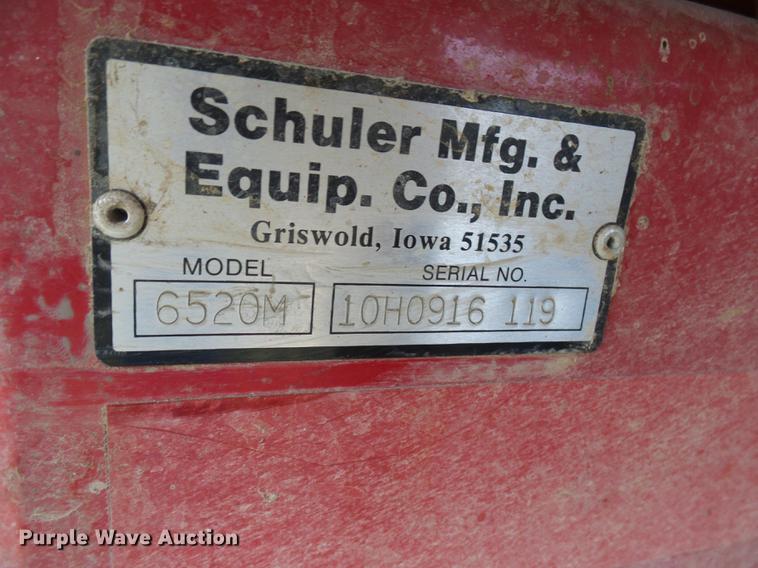 Schuler Mfg. &
Equip. Co., Inc.
Griswold, Iowa 51535
MODEL SERIAL NO.
6520M 10H0916 119
Purple Wave Auction